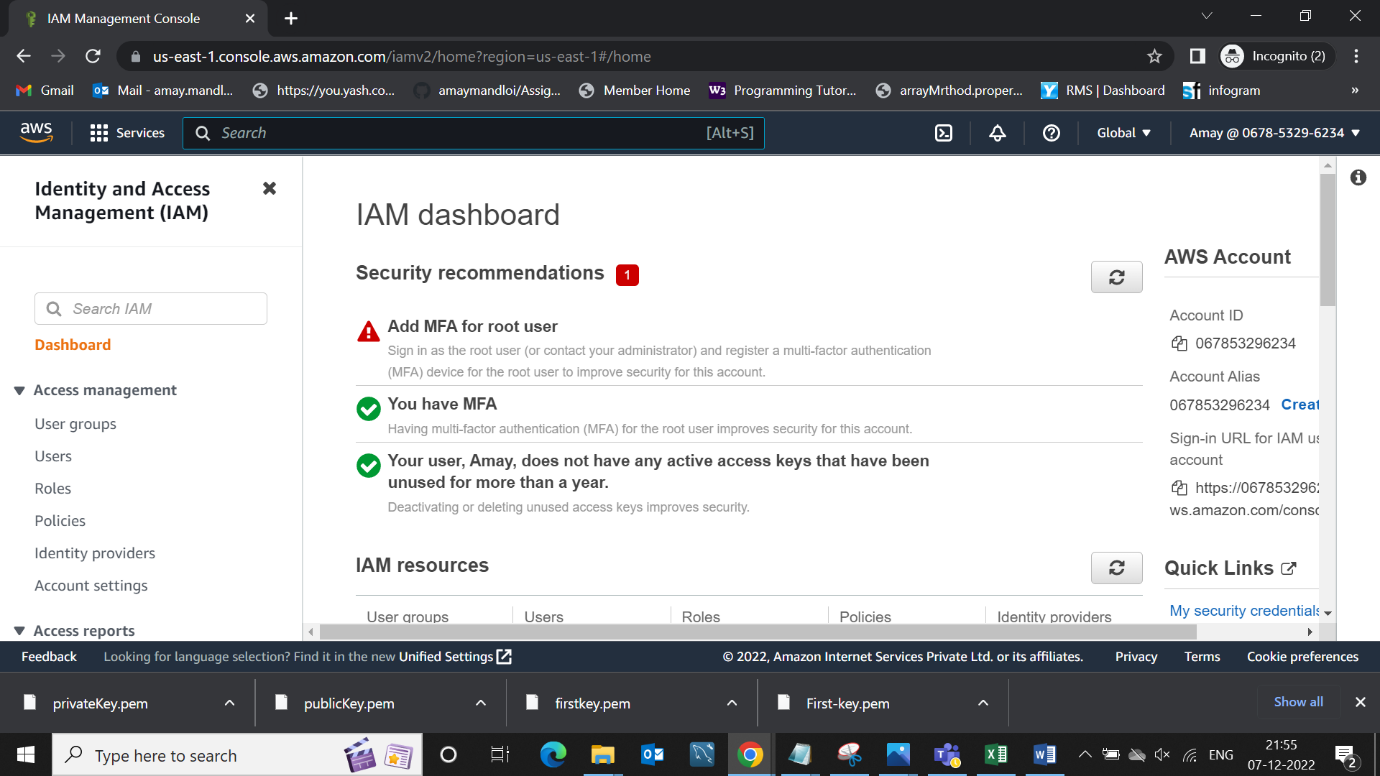 IAM Management Console
us-east-1.console.aws.amazon.com/iamv2/home?region=us-east-1#/home
Incognito (2)
Gmail
Mail - amay.mandl...
https://you.yash.co...
amaymandloi/Assig...
Member Home
W3 Programming Tutor...
arrayMrthod.proper...
RMS | Dashboard
infogram
»
aws
Services
Search
[Alt+S]
Global
Amay @ 0678-5329-6234
Identity and Access
Management (IAM)
Search IAM
Dashboard
Access management
User groups
Users
Roles
Policies
Identity providers
Account settings
Access reports
IAM dashboard
Security recommendations 1
Add MFA for root user
Sign in as the root user (or contact your administrator) and register a multi-factor authentication
(MFA) device for the root user to improve security for this account.
You have MFA
Having multi-factor authentication (MFA) for the root user improves security for this account.
Your user, Amay, does not have any active access keys that have been
unused for more than a year.
Deactivating or deleting unused access keys improves security.
IAM resources
User groups
Users
Roles
Policies
Identity providers
AWS Account
Account ID
067853296234
Account Alias
067853296234 Creat
Sign-in URL for IAM us
account
https://067853296
ws.amazon.com/conso
Quick Links
My security credentials
Feedback
Looking for language selection? Find it in the new Unified Settings
© 2022, Amazon Internet Services Private Ltd. or its affiliates.
Privacy
Terms
Cookie preferences
privateKey.pem
publicKey.pem
firstkey.pem
First-key.pem
Show all
Type here to search
ENG
21:55
07-12-2022
2